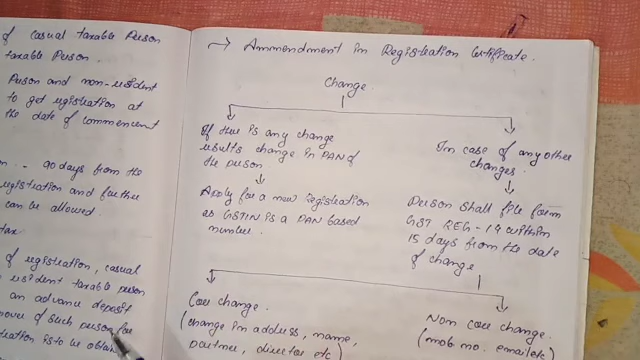 of casual taxable Person
taxable Person.
Person and non-resident
to get registration at
the date of commencent
90 days from the
registration and further
can be allowed.
tax
of registration, casual
resident taxable person
an advance deposit
of such person for
is to be
→ Ammendment in Registration Certificate.
Change
If there is any change
results change in PAN of
the person
Apply for a new Registration
as GSTIN is a PAN based
number.
In case of any other
changes.
Person shall file form
GST REG-14 within
15 days from the date
of change
Core change.
(change in address, name,
partner, director etc)
Non core change.
(mob no. email etc)